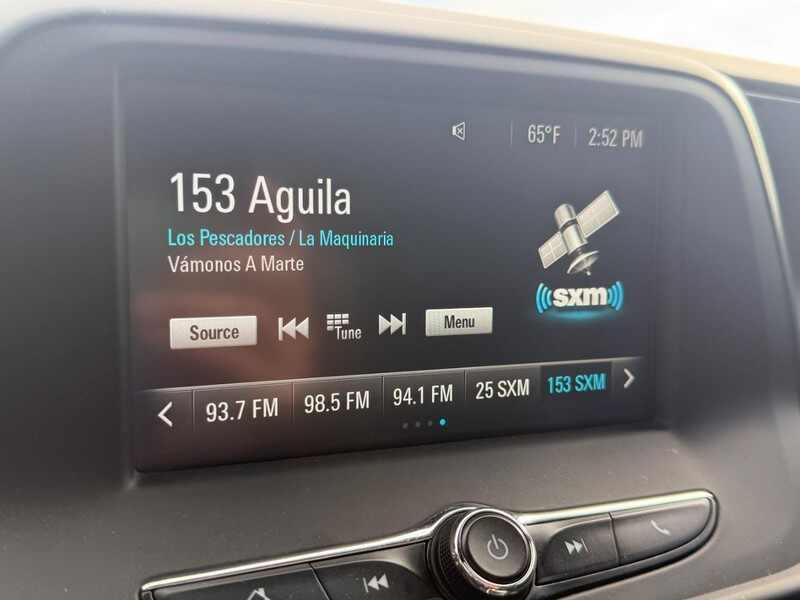 65°F 2:52 PM
153 Aguila
Los Pescadores / La Maquinaria
Vámonos A Marte
sxm
Source Tune Menu
93.7 FM 98.5 FM 94.1 FM 25 SXM 153 SXM